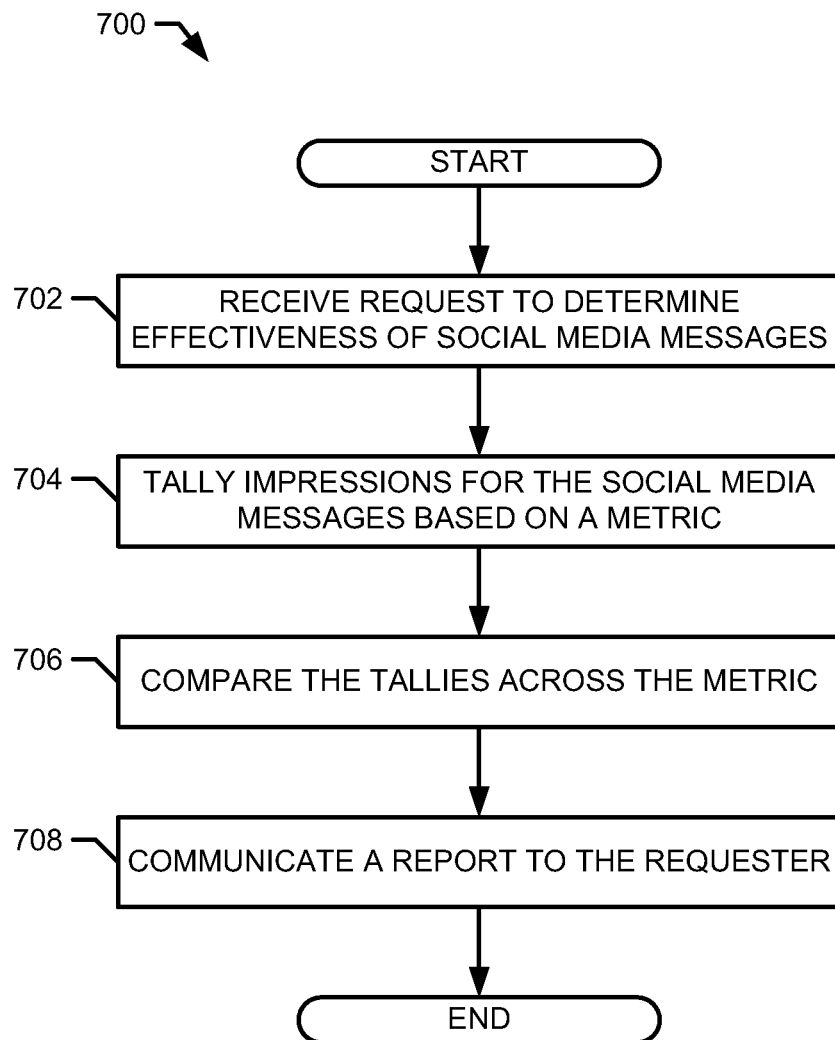 700
START
702
RECEIVE REQUEST TO DETERMINE
EFFECTIVENESS OF SOCIAL MEDIA MESSAGES
704
TALLY IMPRESSIONS FOR THE SOCIAL MEDIA
MESSAGES BASED ON A METRIC
706
COMPARE THE TALLIES ACROSS THE METRIC
708
COMMUNICATE A REPORT TO THE REQUESTER
END